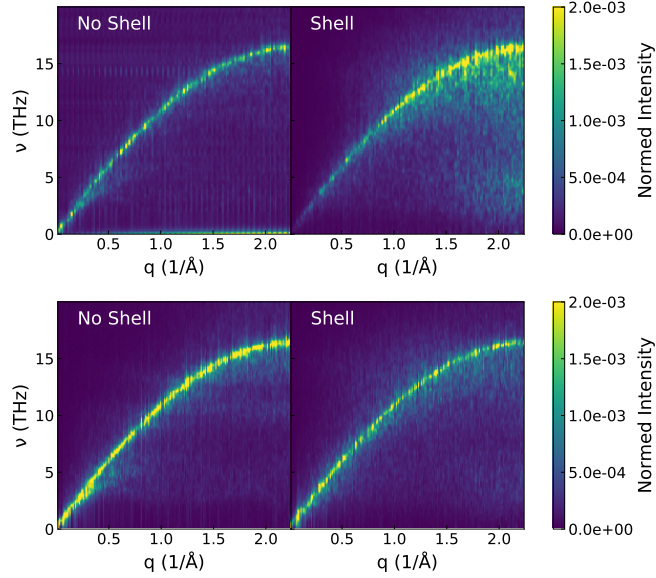 No Shell
Shell
ν (THz)
15
10
5
0
0.5
1.0
1.5
2.0
0.5
1.0
1.5
2.0
q (1/Å)
q (1/Å)
2.0e-03
1.5e-03
1.0e-03
5.0e-04
0.0e+00
Normed Intensity
No Shell
Shell
ν (THz)
15
10
5
0
0.5
1.0
1.5
2.0
0.5
1.0
1.5
2.0
q (1/Å)
q (1/Å)
2.0e-03
1.5e-03
1.0e-03
5.0e-04
0.0e+00
Normed Intensity